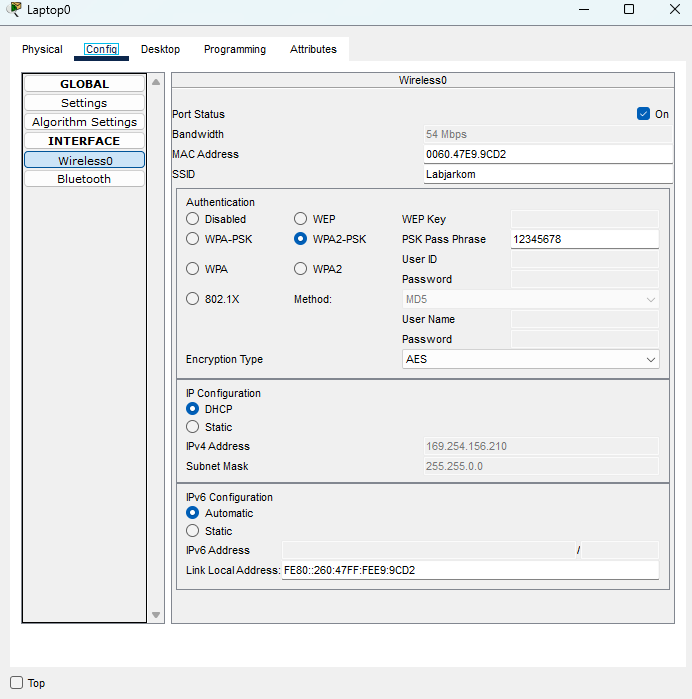 Laptop0
Physical Config Desktop Programming Attributes
GLOBAL
Settings
Algorithm Settings
INTERFACE
Wireless0
Bluetooth
Wireless0
Port Status On
Bandwidth 54 Mbps
MAC Address 0060.47E9.9CD2
SSID Labjarkom
Authentication
Disabled WEP WEP Key
WPA-PSK WPA2-PSK PSK Pass Phrase 12345678
User ID
WPA WPA2
Password
802.1X Method: MD5
User Name
Password
Encryption Type AES
IP Configuration
DHCP
Static
IPv4 Address 169.254.156.210
Subnet Mask 255.255.0.0
IPv6 Configuration
Automatic
Static
IPv6 Address /
Link Local Address: FE80::260:47FF:FEE9:9CD2
Top